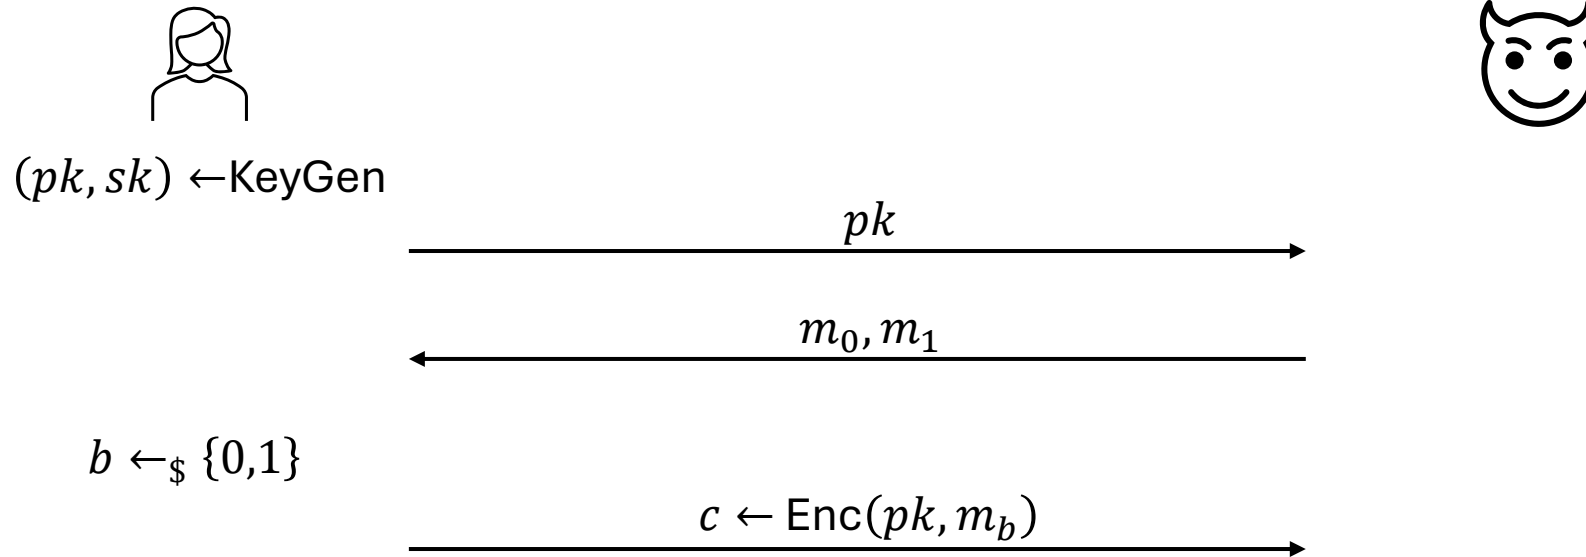 (pk, sk) ←KeyGen
pk
m₀, m₁
b ←$ {0,1}
c ← Enc(pk, m_b)